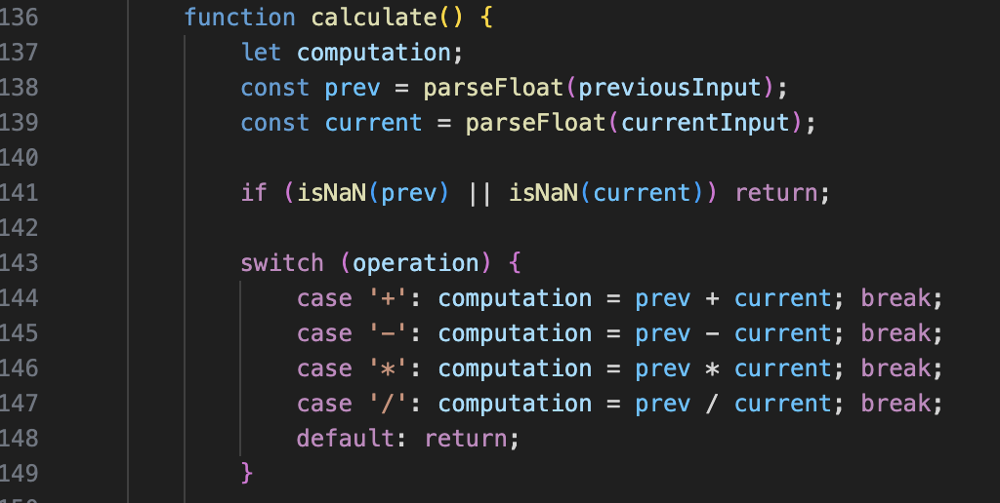 136 function calculate() {
137 let computation;
138 const prev = parseFloat(previousInput);
139 const current = parseFloat(currentInput);
140
141 if (isNaN(prev) || isNaN(current)) return;
142
143 switch (operation) {
144 case '+': computation = prev + current; break;
145 case '-': computation = prev - current; break;
146 case '*': computation = prev * current; break;
147 case '/': computation = prev / current; break;
148 default: return;
149 }